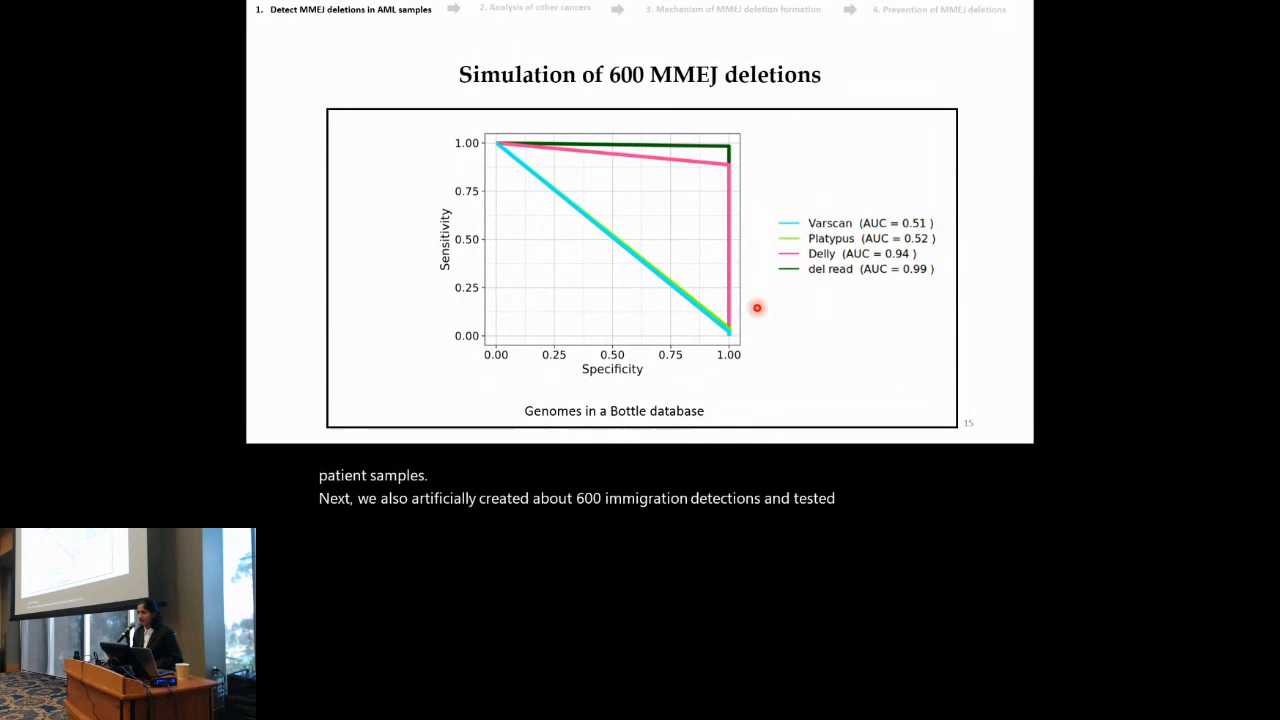 1. Detect MMEJ deletions in AML samples 2. Analysis of other cancers 3. Mechanism of MMEJ deletion formation 4. Prevention of MMEJ deletions
Simulation of 600 MMEJ deletions
1.00
0.75
0.50
0.25
0.00
Sensitivity
0.00 0.25 0.50 0.75 1.00
Specificity
Varscan (AUC = 0.51 )
Platypus (AUC = 0.52 )
Delly (AUC = 0.94 )
del read (AUC = 0.99 )
Genomes in a Bottle database
15
patient samples.
Next, we also artificially created about 600 immigration detections and tested